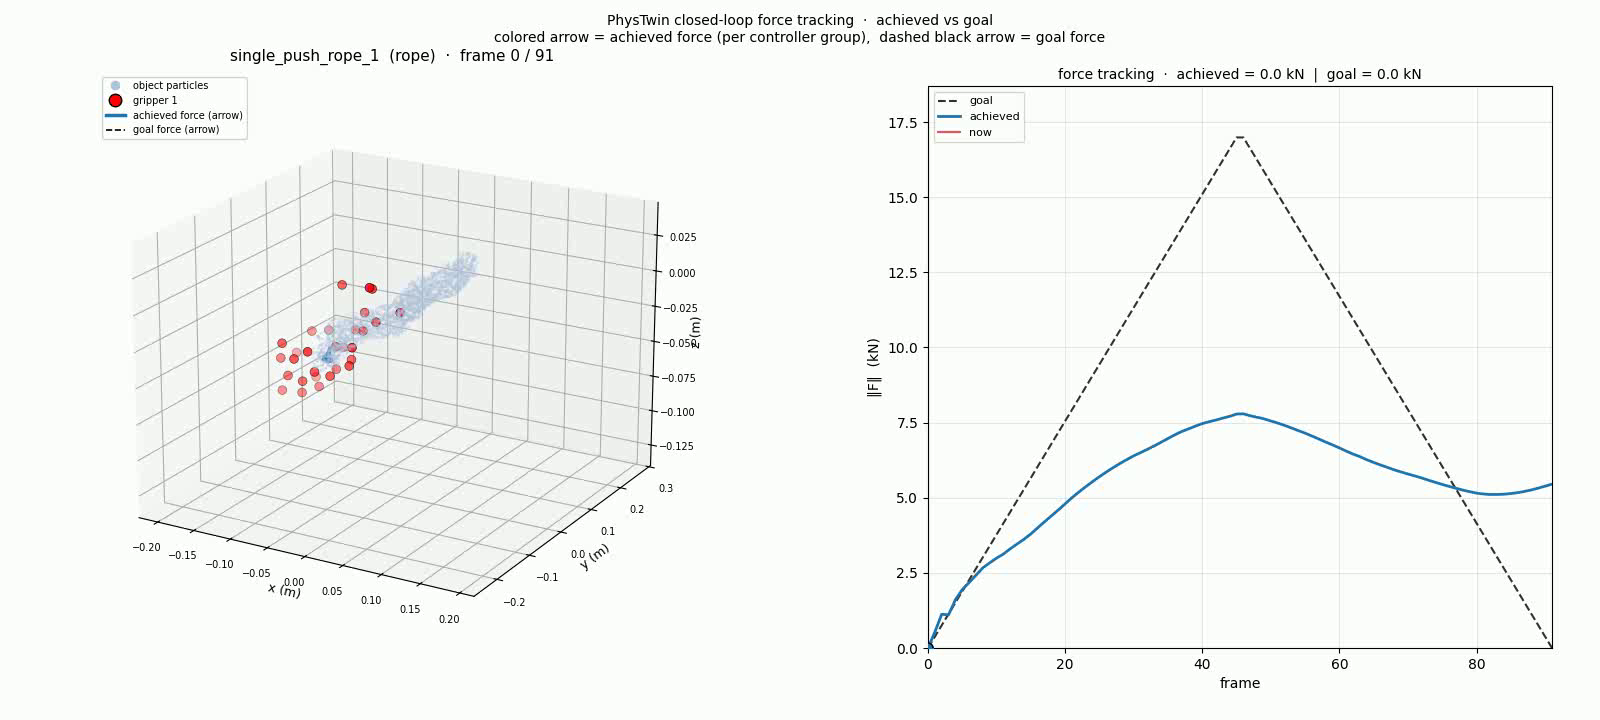 PhysTwin closed-loop force tracking · achieved vs goal
colored arrow = achieved force (per controller group), dashed black arrow = goal force
single_push_rope_1 (rope) · frame 0 / 91
object particles
gripper 1
achieved force (arrow)
goal force (arrow)
0.025
0.000
−0.025
−0.050
−0.075
−0.100
−0.125
z (m)
0.3
0.2
0.1
0.0
−0.1
−0.2
y (m)
−0.20
−0.15
−0.10
−0.05
0.00
0.05
0.10
0.15
0.20
x (m)
force tracking · achieved = 0.0 kN | goal = 0.0 kN
goal
achieved
now
17.5
15.0
12.5
10.0
7.5
5.0
2.5
0.0
‖F‖ (kN)
0
20
40
60
80
frame